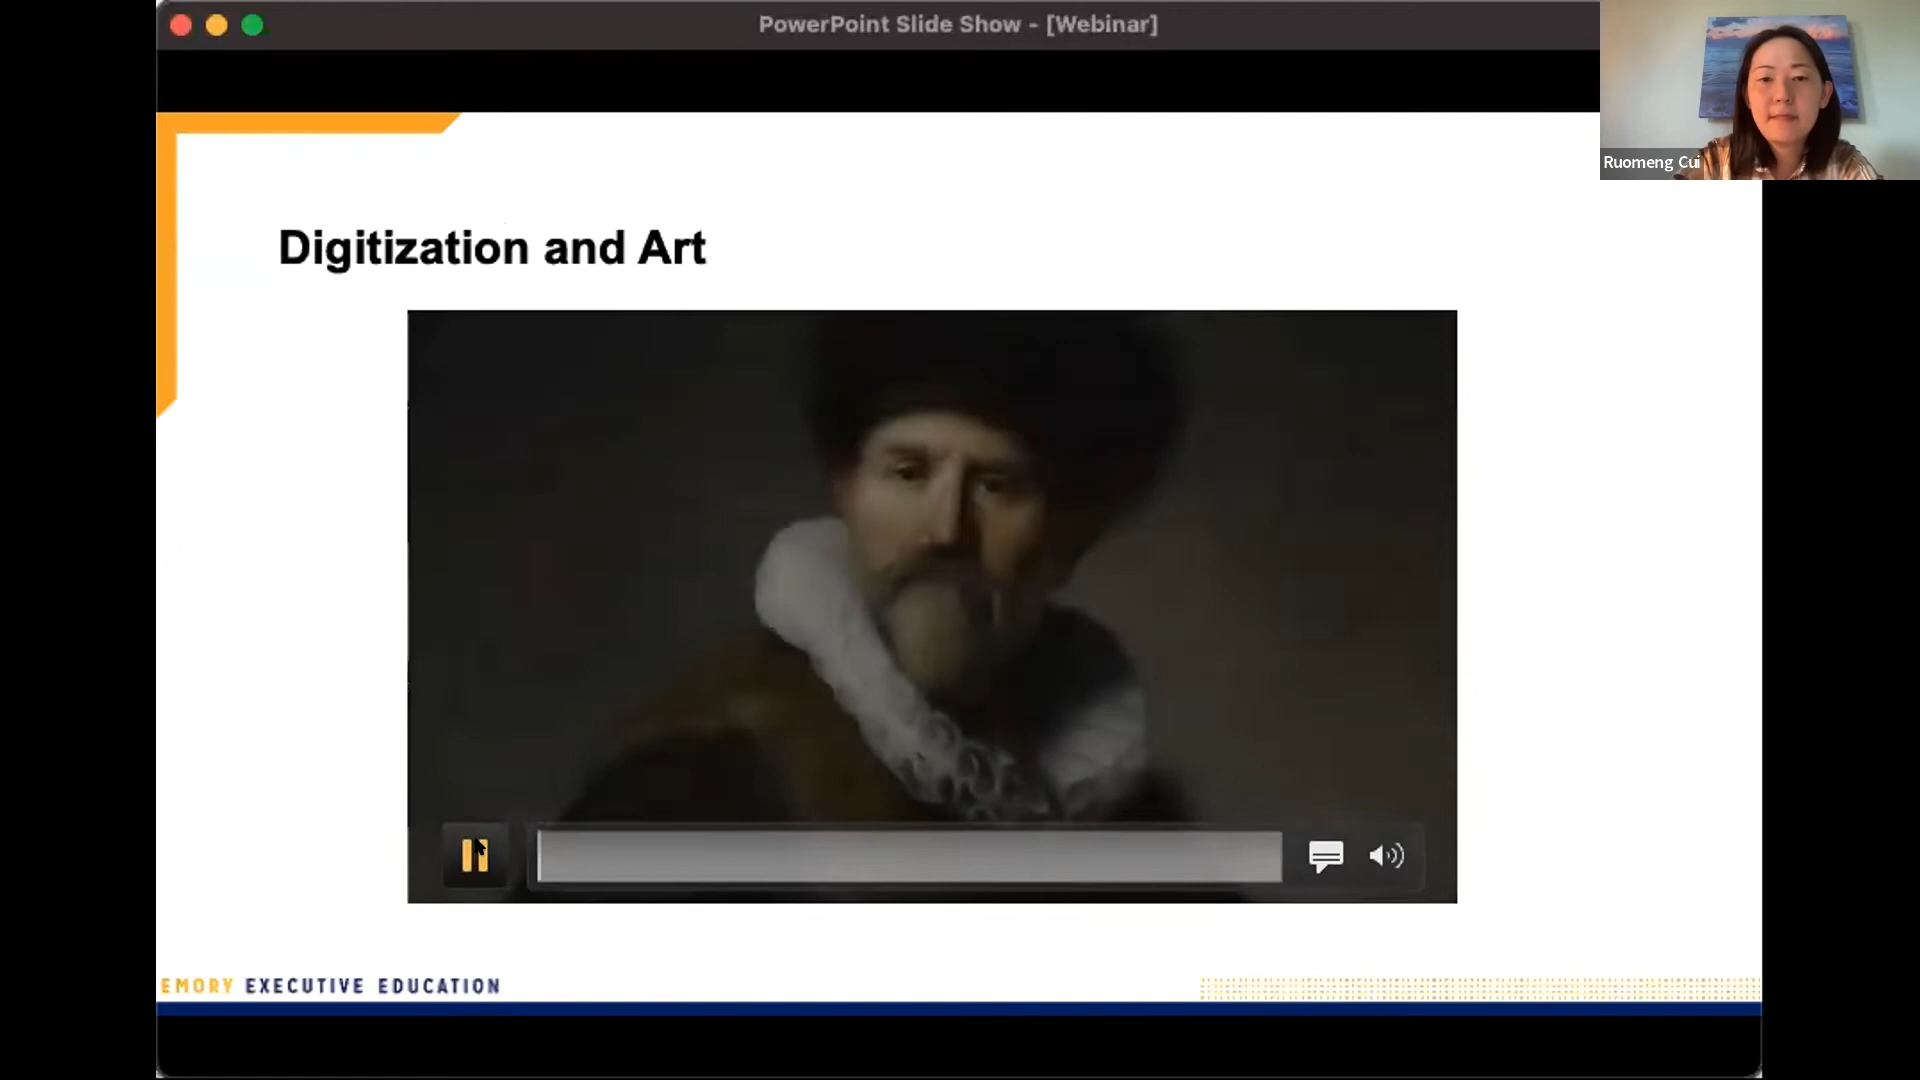 PowerPoint Slide Show - [Webinar]
Ruomeng Cui
Digitization and Art
EMORY EXECUTIVE EDUCATION